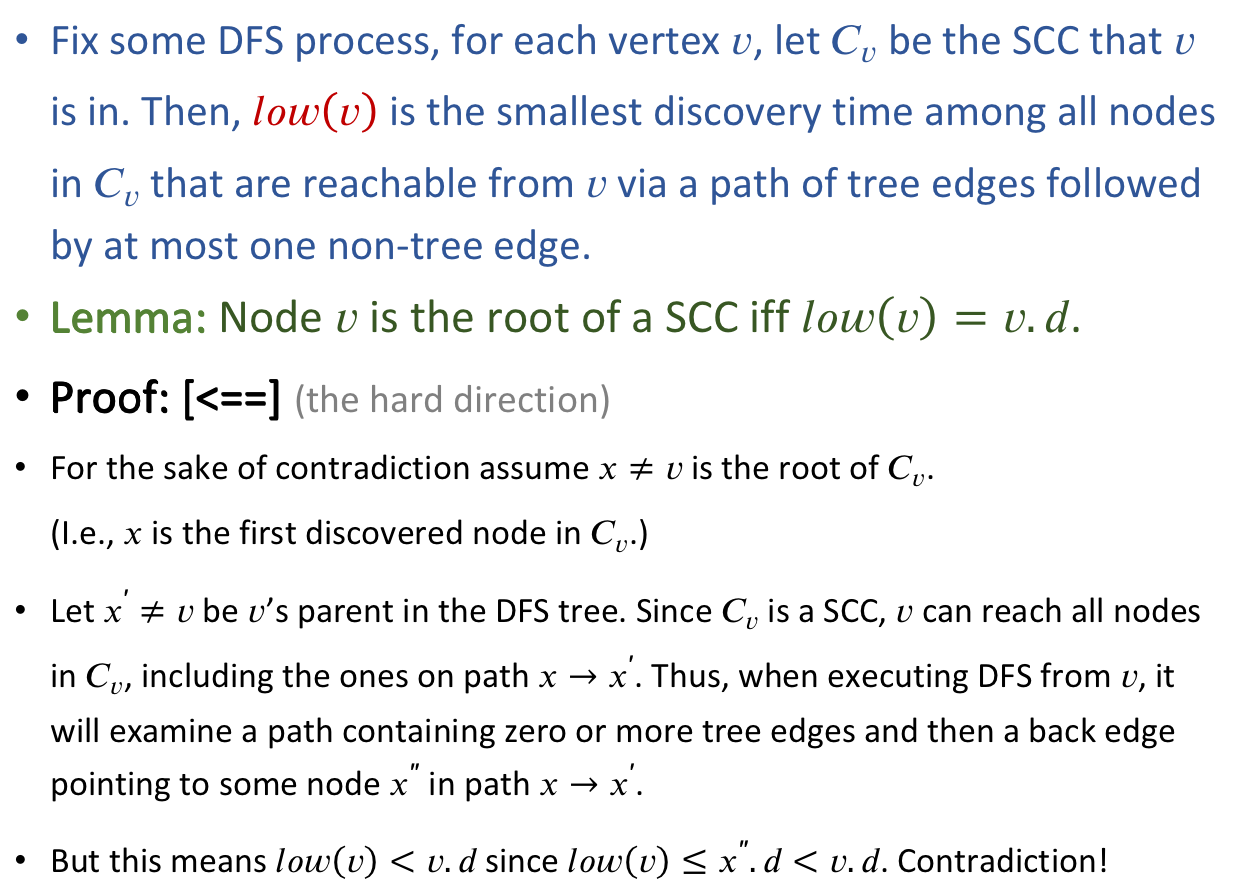 • Fix some DFS process, for each vertex 𝑣, let 𝐶ᵥ be the SCC that 𝑣
is in. Then, 𝑙𝑜𝑤(𝑣) is the smallest discovery time among all nodes
in 𝐶ᵥ that are reachable from 𝑣 via a path of tree edges followed
by at most one non-tree edge.
• Lemma: Node 𝑣 is the root of a SCC iff 𝑙𝑜𝑤(𝑣) = 𝑣.𝑑.
• Proof: [<==] (the hard direction)
• For the sake of contradiction assume 𝑥 ≠ 𝑣 is the root of 𝐶ᵥ.
(I.e., 𝑥 is the first discovered node in 𝐶ᵥ.)
• Let 𝑥′ ≠ 𝑣 be 𝑣's parent in the DFS tree. Since 𝐶ᵥ is a SCC, 𝑣 can reach all nodes
in 𝐶ᵥ, including the ones on path 𝑥 → 𝑥′. Thus, when executing DFS from 𝑣, it
will examine a path containing zero or more tree edges and then a back edge
pointing to some node 𝑥″ in path 𝑥 → 𝑥′.
• But this means 𝑙𝑜𝑤(𝑣) < 𝑣.𝑑 since 𝑙𝑜𝑤(𝑣) ≤ 𝑥″.𝑑 < 𝑣.𝑑. Contradiction!